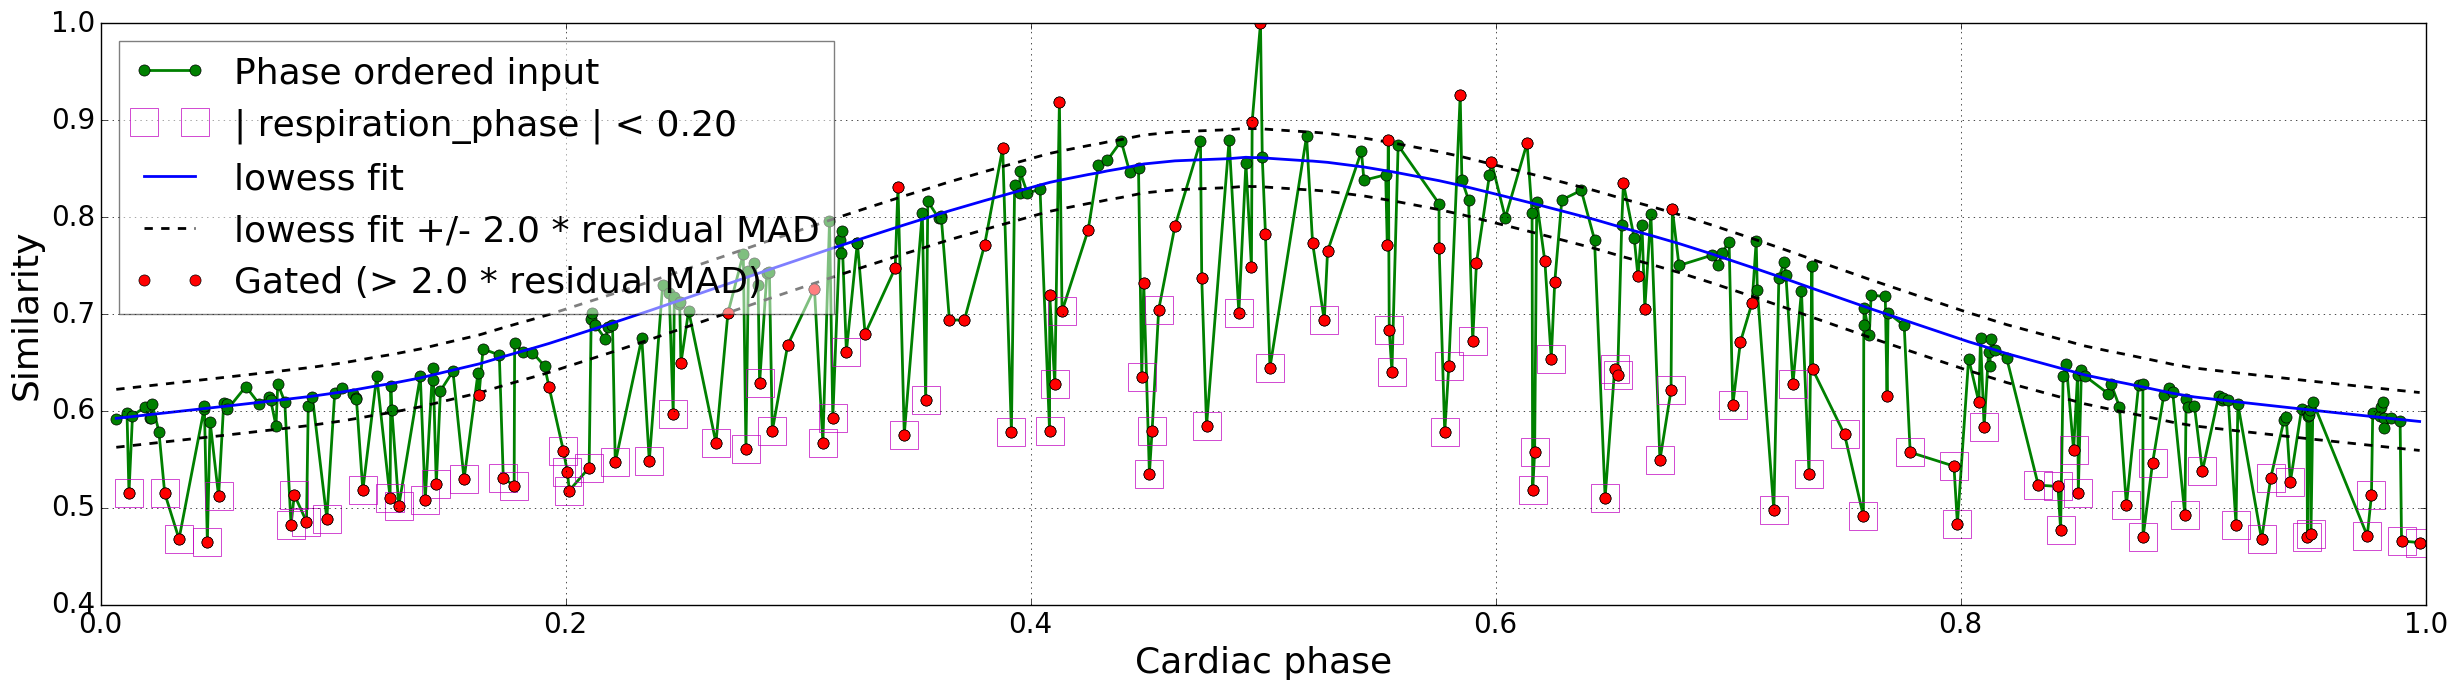 1.0
0.9
0.8
0.7
0.6
0.5
0.4
Similarity
Phase ordered input
| respiration_phase | < 0.20
lowess fit
lowess fit +/- 2.0 * residual MAD
Gated (> 2.0 * residual MAD)
0.0 0.2 0.4 0.6 0.8 1.0
Cardiac phase